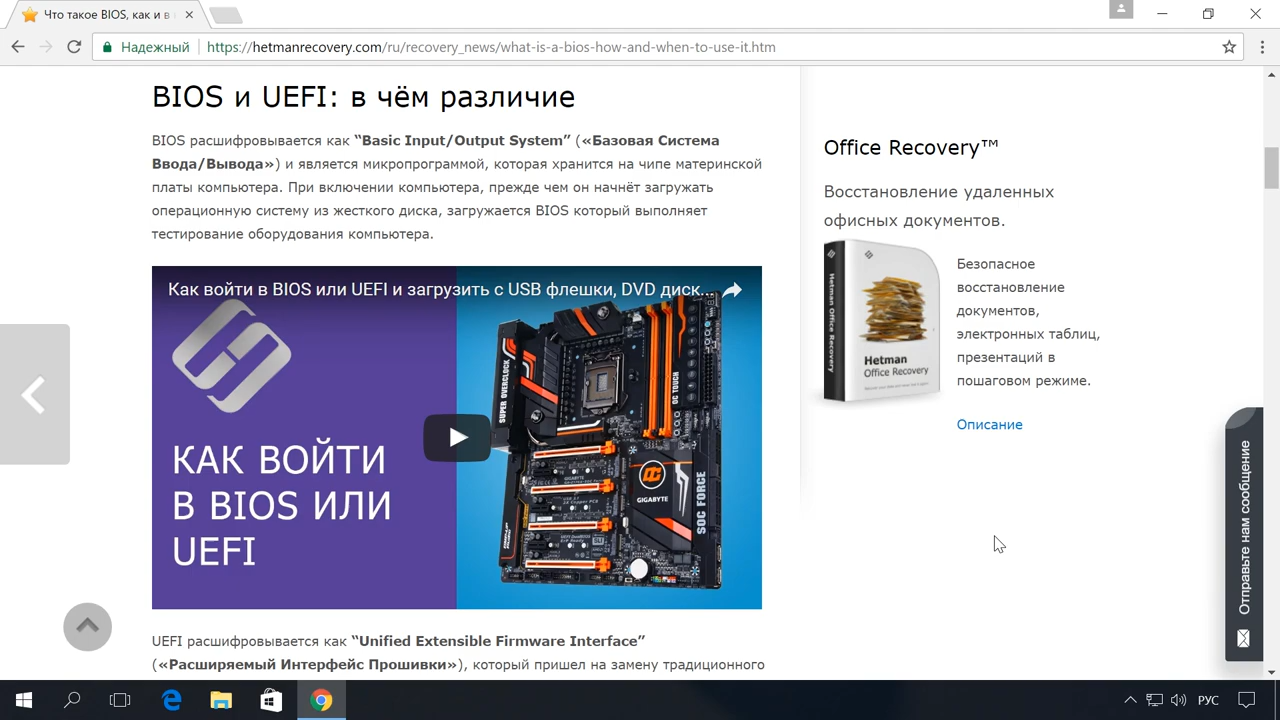 Что такое BIOS, как и в
Надежный
https://hetmanrecovery.com/ru/recovery_news/what-is-a-bios-how-and-when-to-use-it.htm
BIOS и UEFI: в чём различие
BIOS расшифровывается как “Basic Input/Output System” («Базовая Система
Ввода/Вывода») и является микропрограммой, которая хранится на чипе материнской
платы компьютера. При включении компьютера, прежде чем он начнёт загружать
операционную систему из жесткого диска, загружается BIOS который выполняет
тестирование оборудования компьютера.
Как войти в BIOS или UEFI и загрузить с USB флешки, DVD диск...
КАК ВОЙТИ
В BIOS ИЛИ
UEFI
SUPER OVERCLOCK
OC TOUCH
GIGABYTE
SOC FORCE
UEFI расшифровывается как “Unified Extensible Firmware Interface”
(«Расширяемый Интерфейс Прошивки»), который пришел на замену традиционного
Office Recovery™
Восстановление удаленных
офисных документов.
Hetman Office Recovery
Hetman
Office Recovery
Безопасное
восстановление
документов,
электронных таблиц,
презентаций в
пошаговом режиме.
Описание
Отправьте нам сообщение
РУС